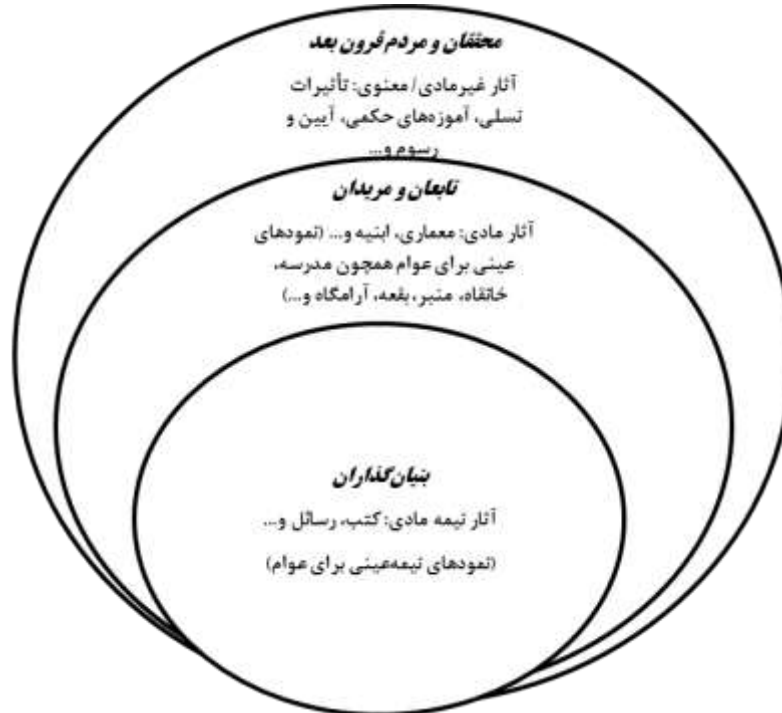 محققان و مردم قرون بعد
آثار غیرمادی/ معنوی: تأثیرات
نسلی، آموزه‌های حکمی، آیین و
رسوم و...
تابعان و مریدان
آثار مادی: معماری، ابنیه و... (نمودهای
عینی برای عوام همچون مدرسه،
خانقاه، منبر، بقعه، آرامگاه و...)
بنیان‌گذاران
آثار نیمه مادی: کتب، رسائل و...
(نمودهای نیمه‌عینی برای عوام)